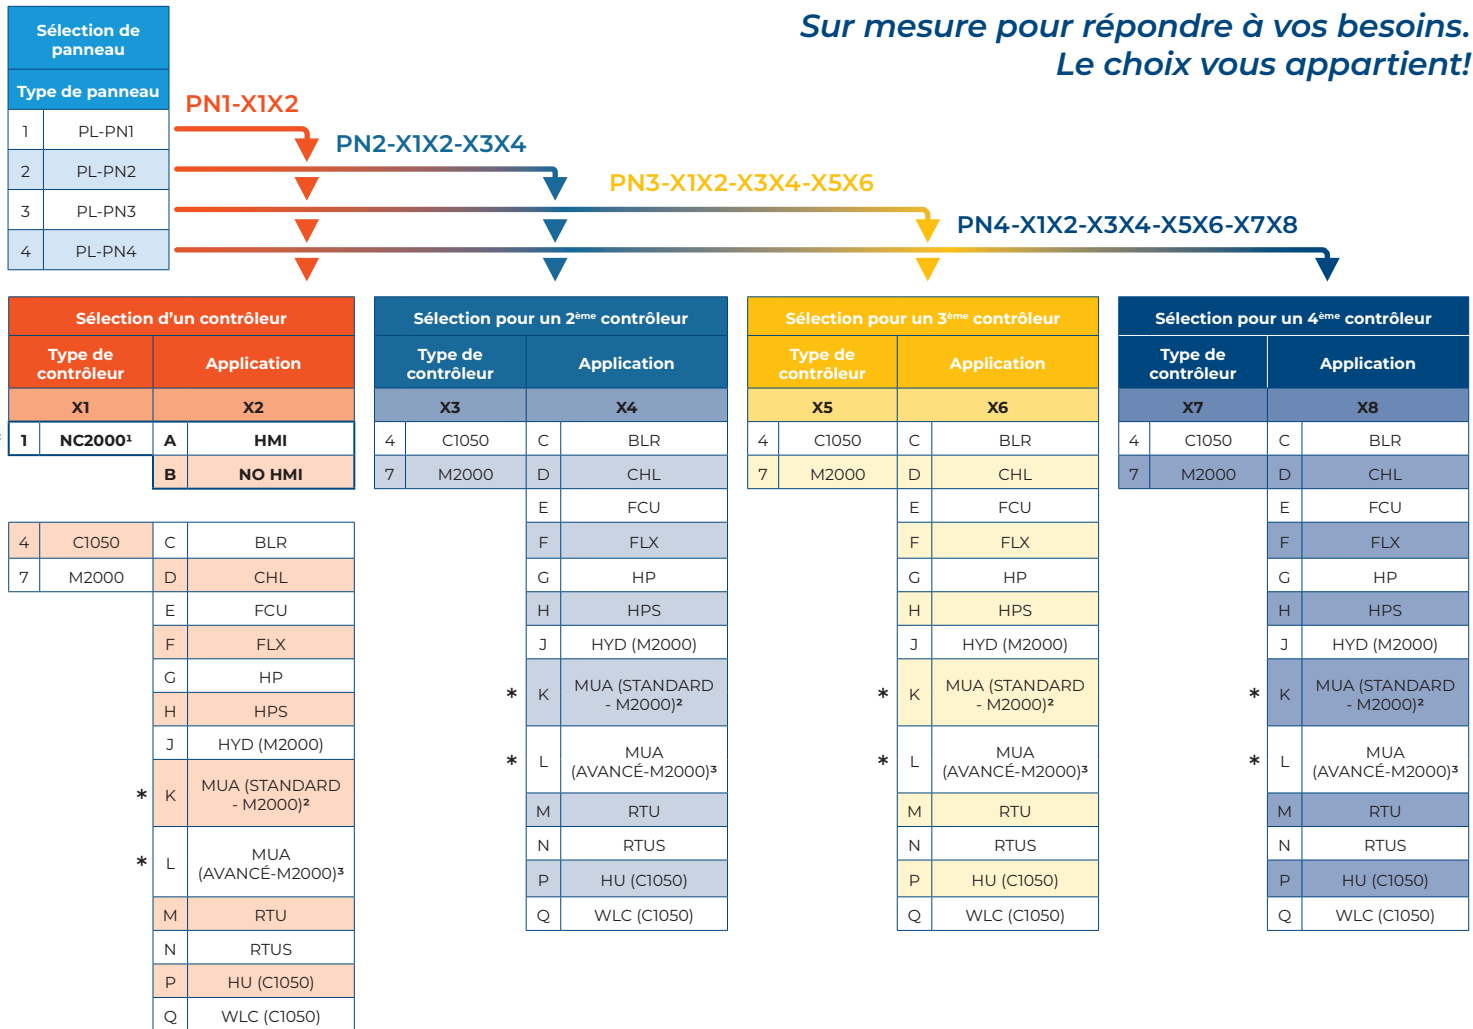 Sur mesure pour répondre à vos besoins.
Le choix vous appartient!
Sélection de
panneau
Type de panneau
1 PL-PN1
2 PL-PN2
3 PL-PN3
4 PL-PN4
PN1-X1X2
PN2-X1X2-X3X4
PN3-X1X2-X3X4-X5X6
PN4-X1X2-X3X4-X5X6-X7X8
Sélection d'un contrôleur
Type de
contrôleur
Application
X1 X2
1 NC2000¹ A HMI
B NO HMI
4 C1050 C BLR
7 M2000 D CHL
E FCU
F FLX
G HP
H HPS
J HYD (M2000)
* K MUA (STANDARD
- M2000)²
* L MUA
(AVANCÉ-M2000)³
M RTU
N RTUS
P HU (C1050)
Q WLC (C1050)
Sélection pour un 2ème contrôleur
Type de
contrôleur
Application
X3 X4
4 C1050 C BLR
7 M2000 D CHL
E FCU
F FLX
G HP
H HPS
J HYD (M2000)
* K MUA (STANDARD
- M2000)²
* L MUA
(AVANCÉ-M2000)³
M RTU
N RTUS
P HU (C1050)
Q WLC (C1050)
Sélection pour un 3ème contrôleur
Type de
contrôleur
Application
X5 X6
4 C1050 C BLR
7 M2000 D CHL
E FCU
F FLX
G HP
H HPS
J HYD (M2000)
* K MUA (STANDARD
- M2000)²
* L MUA
(AVANCÉ-M2000)³
M RTU
N RTUS
P HU (C1050)
Q WLC (C1050)
Sélection pour un 4ème contrôleur
Type de
contrôleur
Application
X7 X8
4 C1050 C BLR
7 M2000 D CHL
E FCU
F FLX
G HP
H HPS
J HYD (M2000)
* K MUA (STANDARD
- M2000)²
* L MUA
(AVANCÉ-M2000)³
M RTU
N RTUS
P HU (C1050)
Q WLC (C1050)